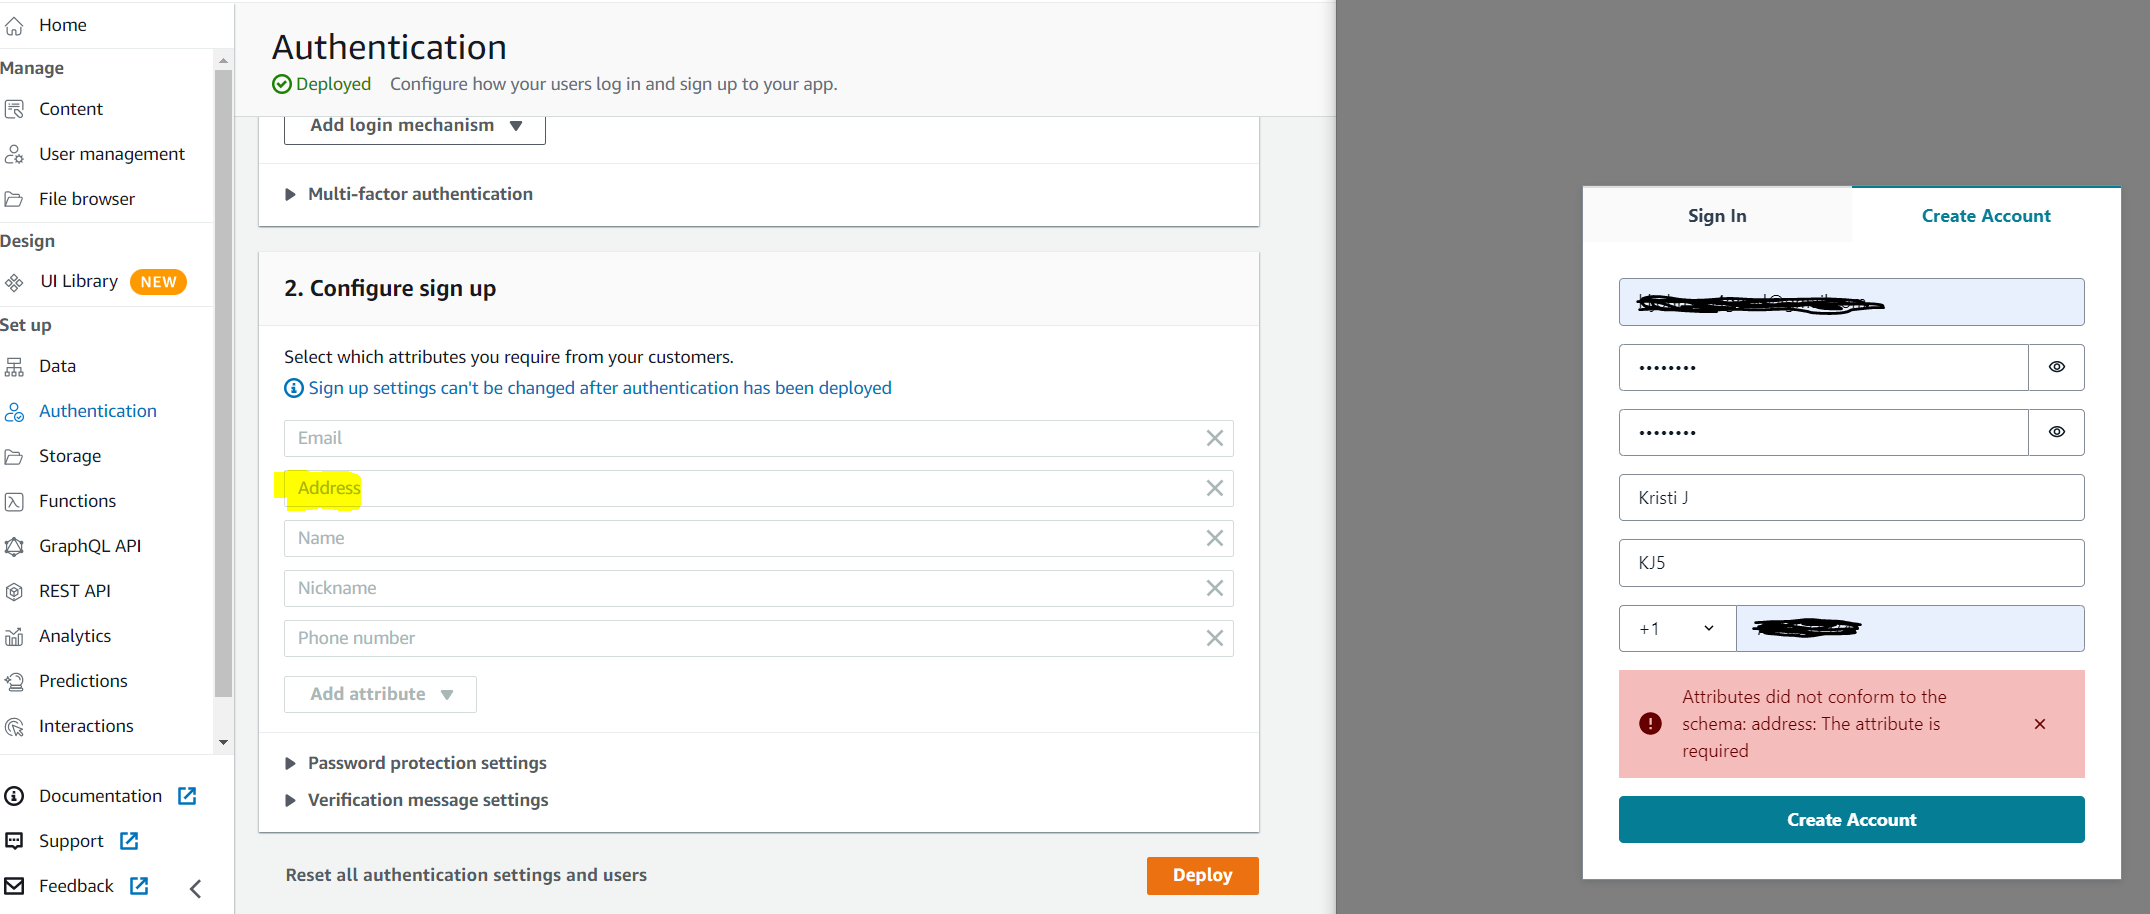 Home
Manage
Content
User management
File browser
Design
UI Library NEW
Set up
Data
Authentication
Storage
Functions
GraphQL API
REST API
Analytics
Predictions
Interactions
Documentation
Support
Feedback
Authentication
Deployed Configure how your users log in and sign up to your app.
Add login mechanism
Multi-factor authentication
2. Configure sign up
Select which attributes you require from your customers.
Sign up settings can't be changed after authentication has been deployed
Email
Address
Name
Nickname
Phone number
Add attribute
Password protection settings
Verification message settings
Reset all authentication settings and users
Deploy
Sign In Create Account
••••••••
••••••••
Kristi J
KJ5
+1
Attributes did not conform to the
schema: address: The attribute is
required
Create Account